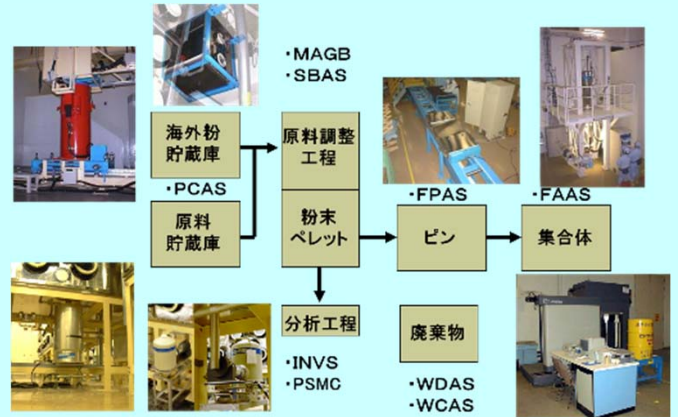 ・MAGB
・SBAS
海外粉
貯蔵庫
原料調整
工程
・PCAS
・FPAS
・FAAS
原料
貯蔵庫
粉末
ペレット
ピン
集合体
分析工程
廃棄物
・INVS
・PSMC
・WDAS
・WCAS